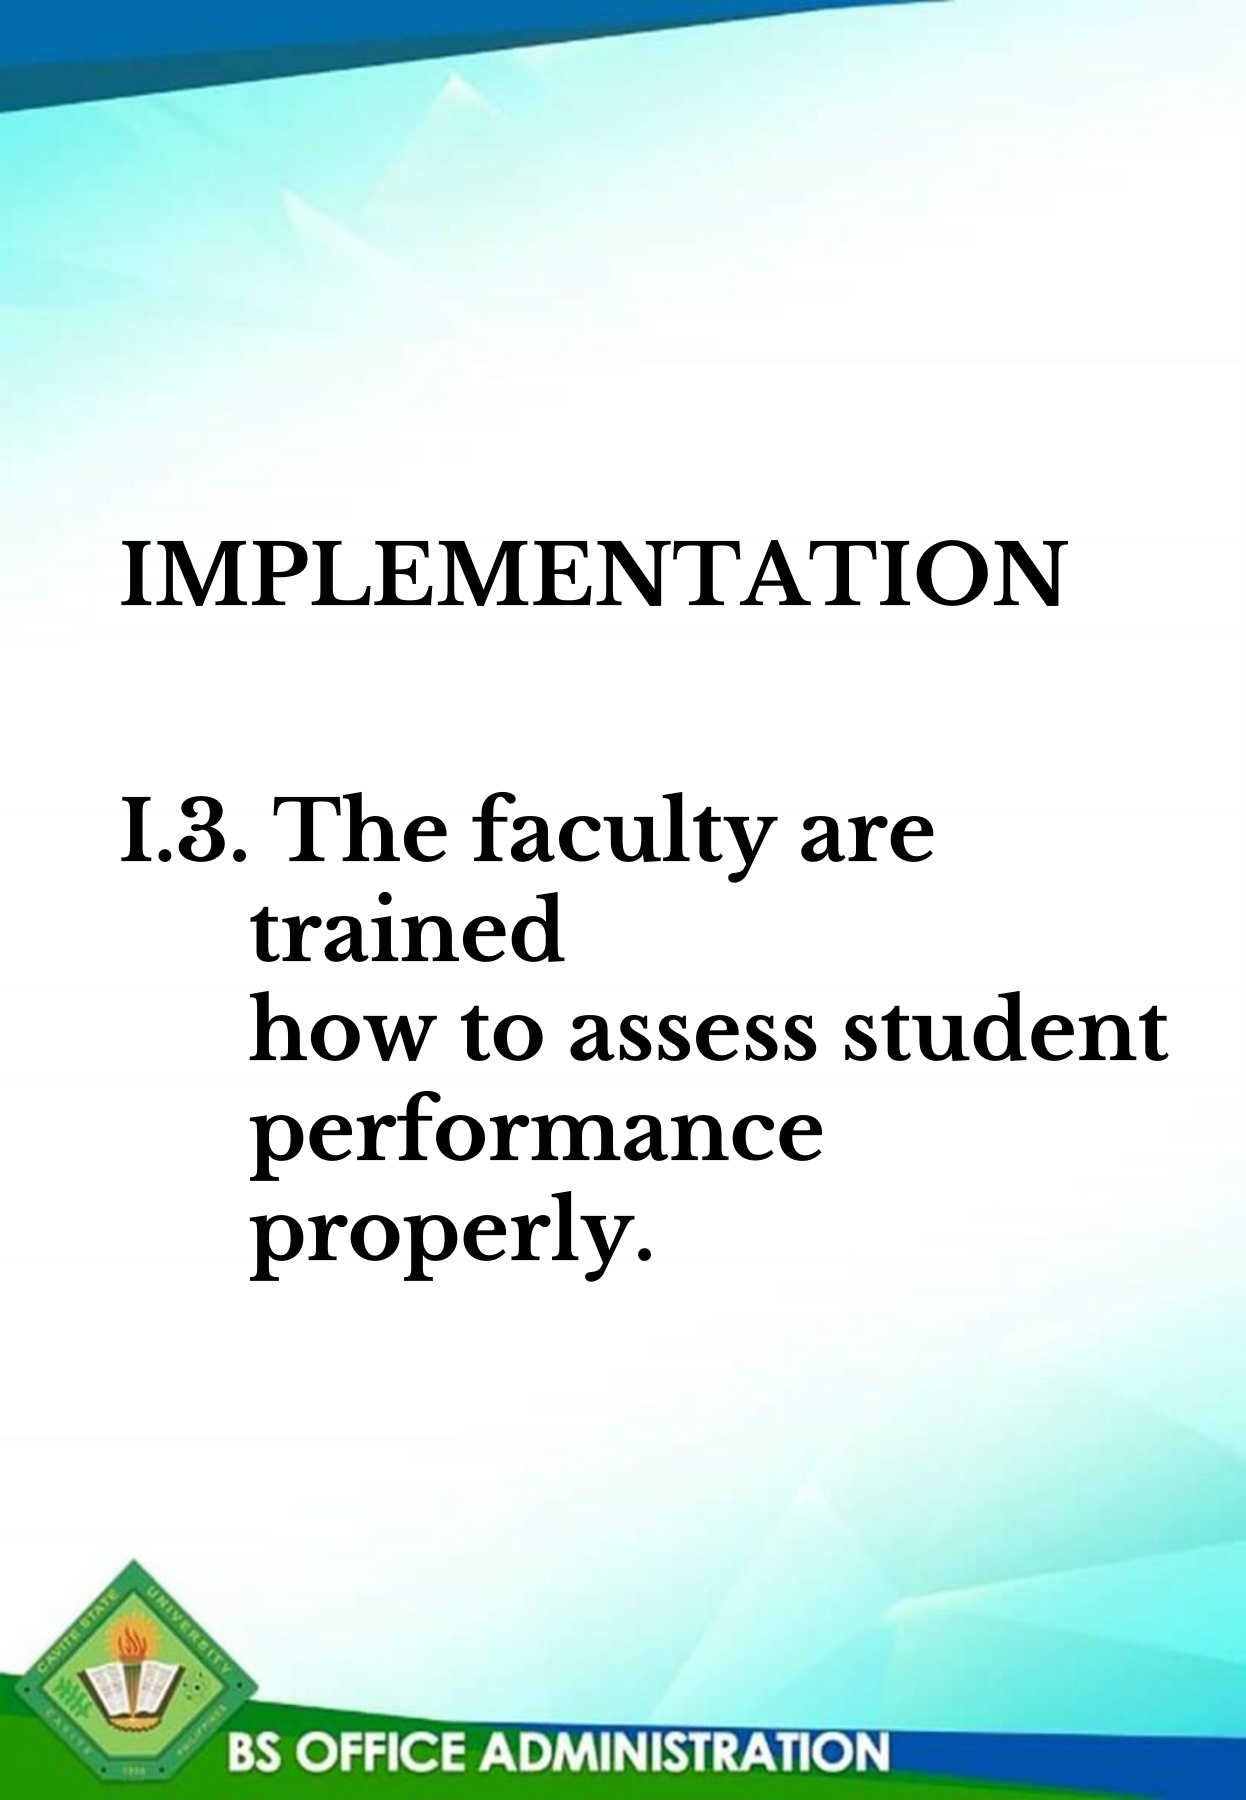 IMPLEMENTATION
I.3. The faculty are
trained
how to assess student
performance
properly.
CAVITE STATE UNIVERSITY
CAVITE
PHILIPPINES
BS OFFICE ADMINISTRATION